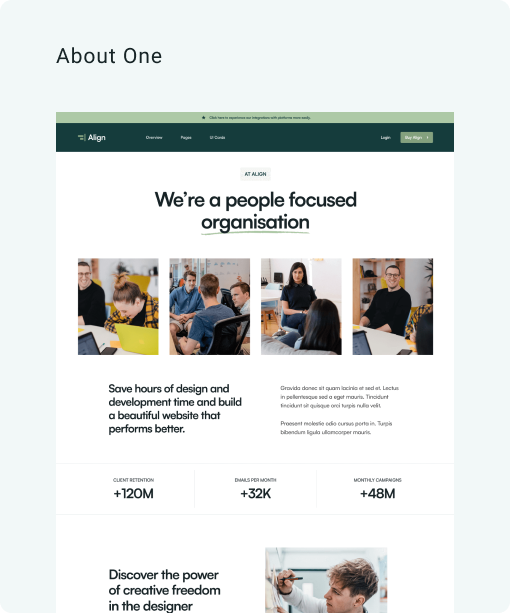 About One
Click here to experience our integrations with platforms more easily.
Align
Overview Pages UI Cards Login Buy Align
AT ALIGN
We're a people focused
organisation
Save hours of design and
development time and build
a beautiful website that
performs better.
Gravida donec sit quam lacinia et sed et. Lectus
in pellentesque sed a eget mauris. Tincidunt
tincidunt sit quisque orci turpis nulla velit.
Praesent molestie odio cursus porta in. Turpis
bibendum ligula ullamcorper mauris.
CLIENT RETENTION
+120M
EMAILS PER MONTH
+32K
MONTHLY CAMPAIGNS
+48M
Discover the power
of creative freedom
in the designer